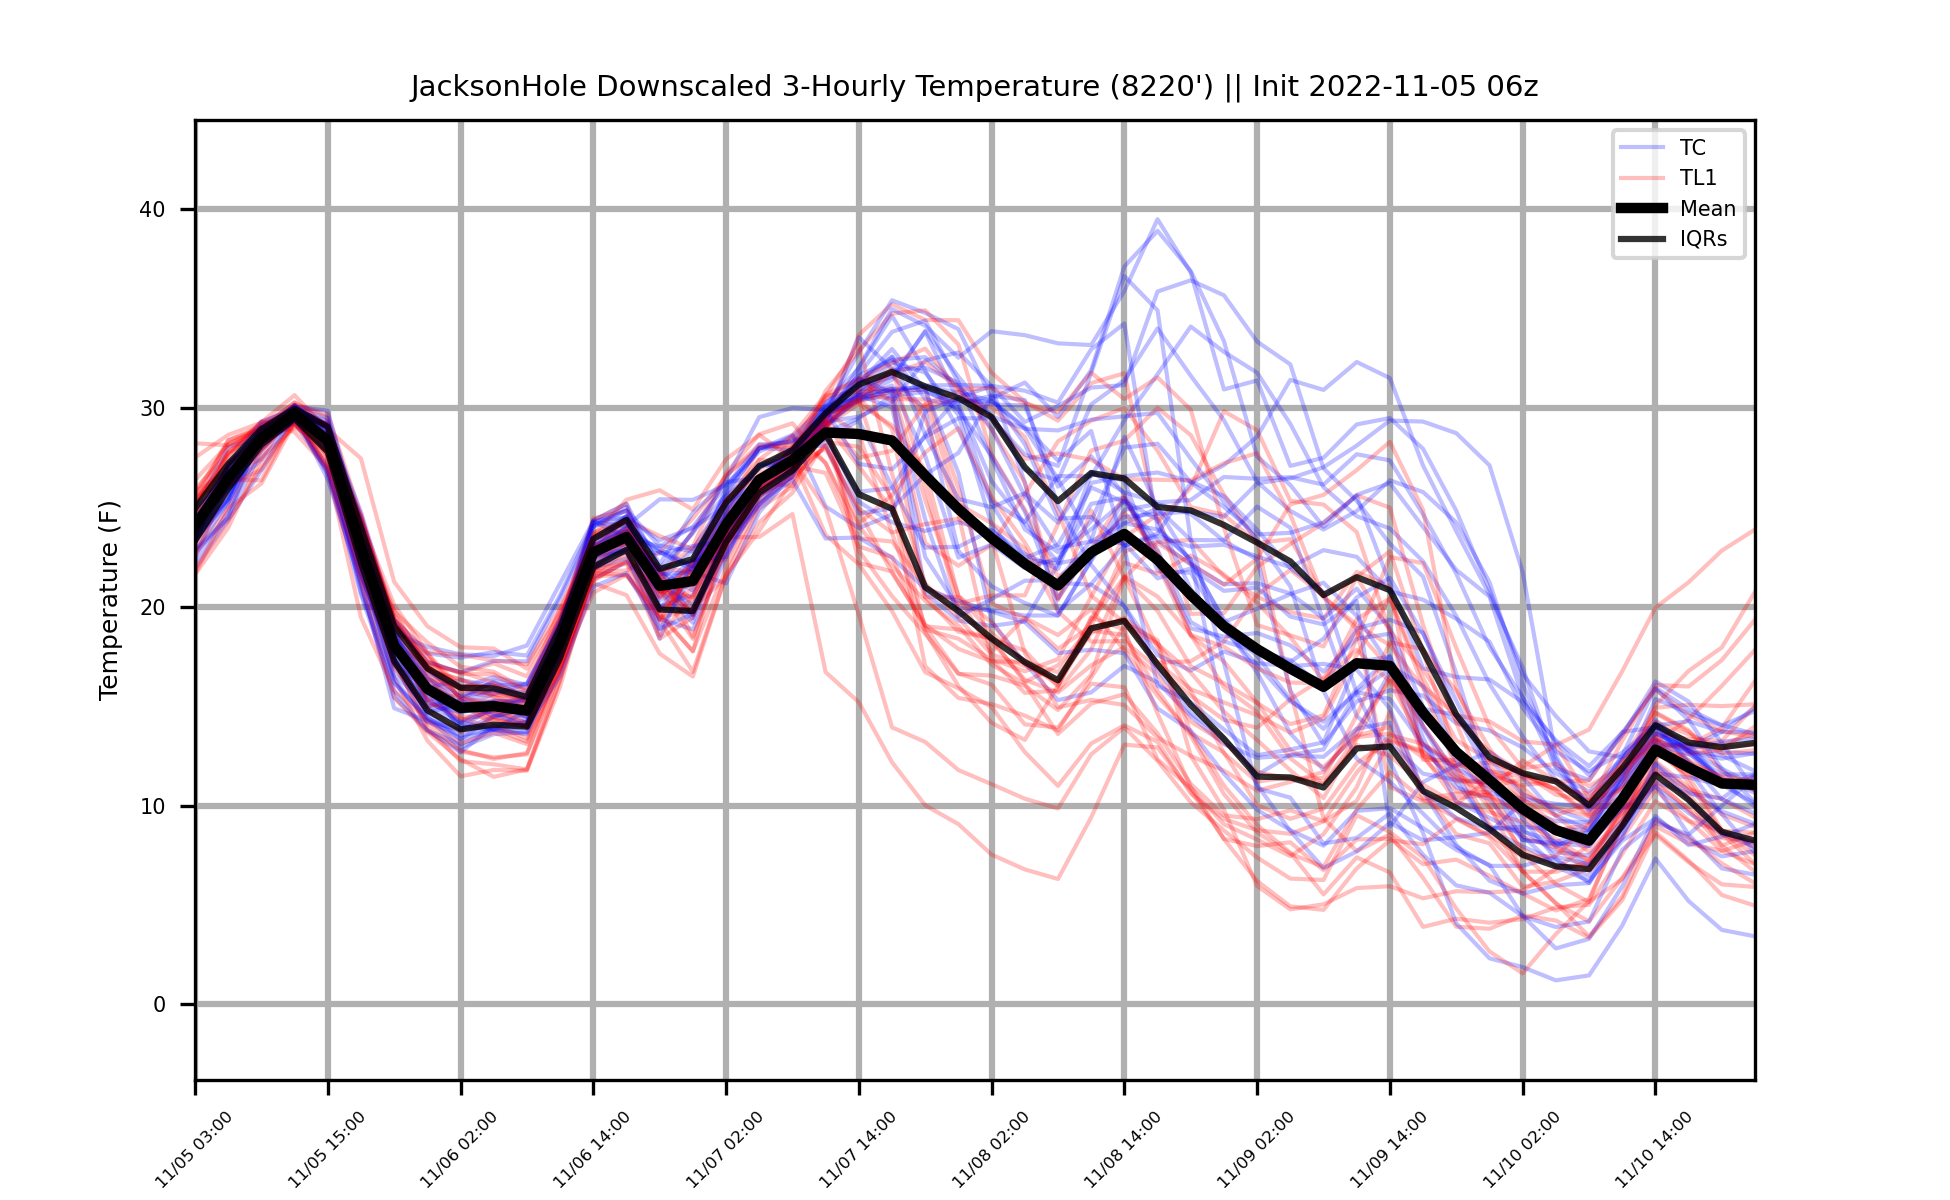 JacksonHole Downscaled 3-Hourly Temperature (8220') || Init 2022-11-05 06z
TC
TL1
Mean
IQRs
Temperature (F)
40
30
20
10
0
11/05 03:00
11/05 15:00
11/06 02:00
11/06 14:00
11/07 02:00
11/07 14:00
11/08 02:00
11/08 14:00
11/09 02:00
11/09 14:00
11/10 02:00
11/10 14:00